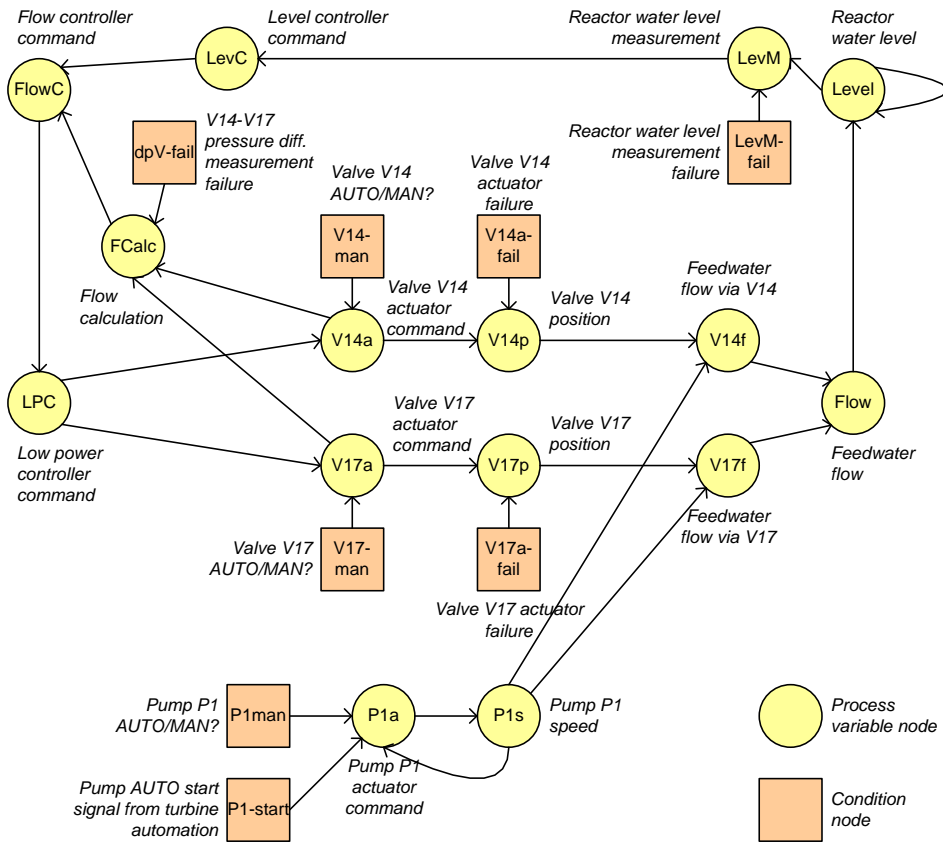 Flow controller
command
Level controller
command
Reactor water level
measurement
Reactor
water level
LevC
LevM
FlowC
Level
V14-V17
pressure diff.
measurement
failure
dpV-fail
Reactor water level
measurement
failure
LevM-
fail
Valve V14
AUTO/MAN?
Valve V14
actuator
failure
V14-
man
V14a-
fail
FCalc
Flow
calculation
Valve V14
actuator
command
Valve V14
position
Feedwater
flow via V14
V14a
V14p
V14f
LPC
Flow
Low power
controller
command
Valve V17
actuator
command
Valve V17
position
Feedwater
flow
V17a
V17p
V17f
Valve V17
AUTO/MAN?
V17-
man
V17a-
fail
Feedwater
flow via V17
Valve V17 actuator
failure
Pump P1
AUTO/MAN?
P1man
P1a
P1s
Pump P1
speed
Process
variable node
Pump AUTO start
signal from turbine
automation
P1-start
Pump P1
actuator
command
Condition
node